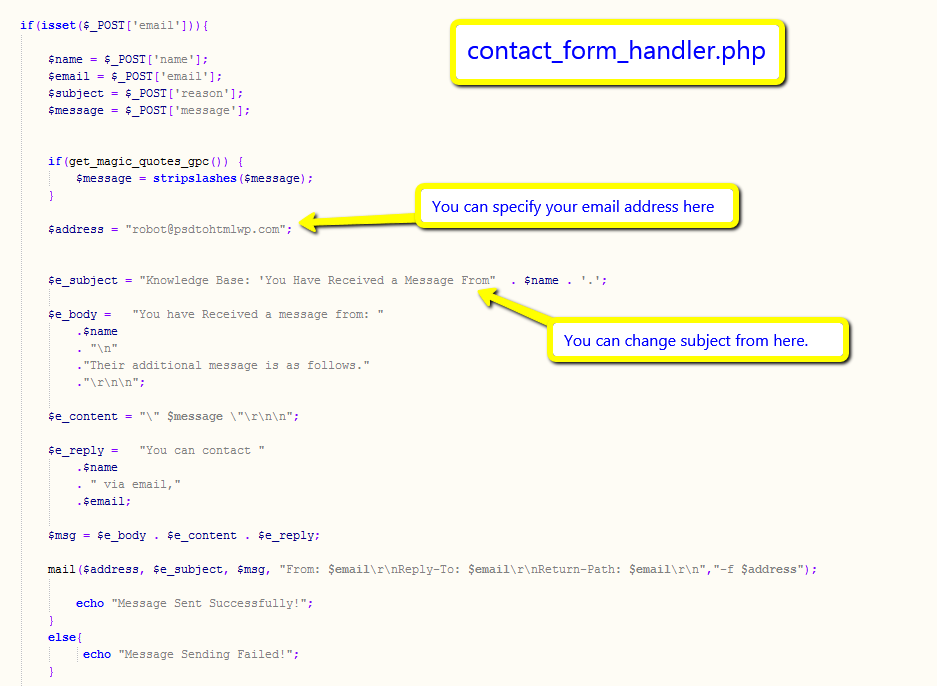 if(isset($_POST['email'])){
contact_form_handler.php
$name = $_POST['name'];
$email = $_POST['email'];
$subject = $_POST['reason'];
$message = $_POST['message'];
if(get_magic_quotes_gpc()) {
$message = stripslashes($message);
}
You can specify your email address here
$address = "robot@psdtohtmlwp.com";
$e_subject = "Knowledge Base: 'You Have Received a Message From" . $name . '.';
$e_body = "You have Received a message from: "
.$name
. "\n"
You can change subject from here.
."Their additional message is as follows."
."\r\n\n";
$e_content = "\" $message \"\r\n\n";
$e_reply = "You can contact "
.$name
. " via email,"
.$email;
$msg = $e_body . $e_content . $e_reply;
mail($address, $e_subject, $msg, "From: $email\r\nReply-To: $email\r\nReturn-Path: $email\r\n","-f $address");
echo "Message Sent Successfully!";
}
else{
echo "Message Sending Failed!";
}